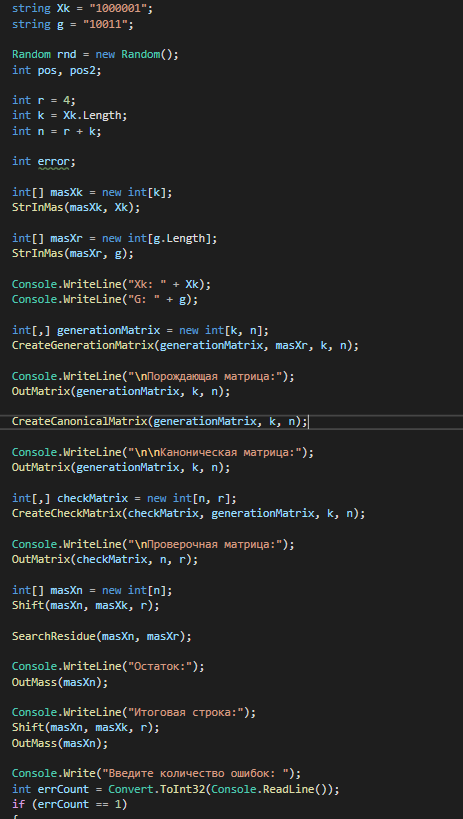 string Xk = "1000001";
string g = "10011";
Random rnd = new Random();
int pos, pos2;
int r = 4;
int k = Xk.Length;
int n = r + k;
int error;
int[] masXk = new int[k];
StrInMas(masXk, Xk);
int[] masXr = new int[g.Length];
StrInMas(masXr, g);
Console.WriteLine("Xk: " + Xk);
Console.WriteLine("G: " + g);
int[,] generationMatrix = new int[k, n];
CreateGenerationMatrix(generationMatrix, masXr, k, n);
Console.WriteLine("\nПорождающая матрица:");
OutMatrix(generationMatrix, k, n);
CreateCanonicalMatrix(generationMatrix, k, n);
Console.WriteLine("\n\nКаноническая матрица:");
OutMatrix(generationMatrix, k, n);
int[,] checkMatrix = new int[n, r];
CreateCheckMatrix(checkMatrix, generationMatrix, k, n);
Console.WriteLine("\nПроверочная матрица:");
OutMatrix(checkMatrix, n, r);
int[] masXn = new int[n];
Shift(masXn, masXk, r);
SearchResidue(masXn, masXr);
Console.WriteLine("Остаток:");
OutMass(masXn);
Console.WriteLine("Итоговая строка:");
Shift(masXn, masXk, r);
OutMass(masXn);
Console.Write("Введите количество ошибок: ");
int errCount = Convert.ToInt32(Console.ReadLine());
if (errCount == 1)
{